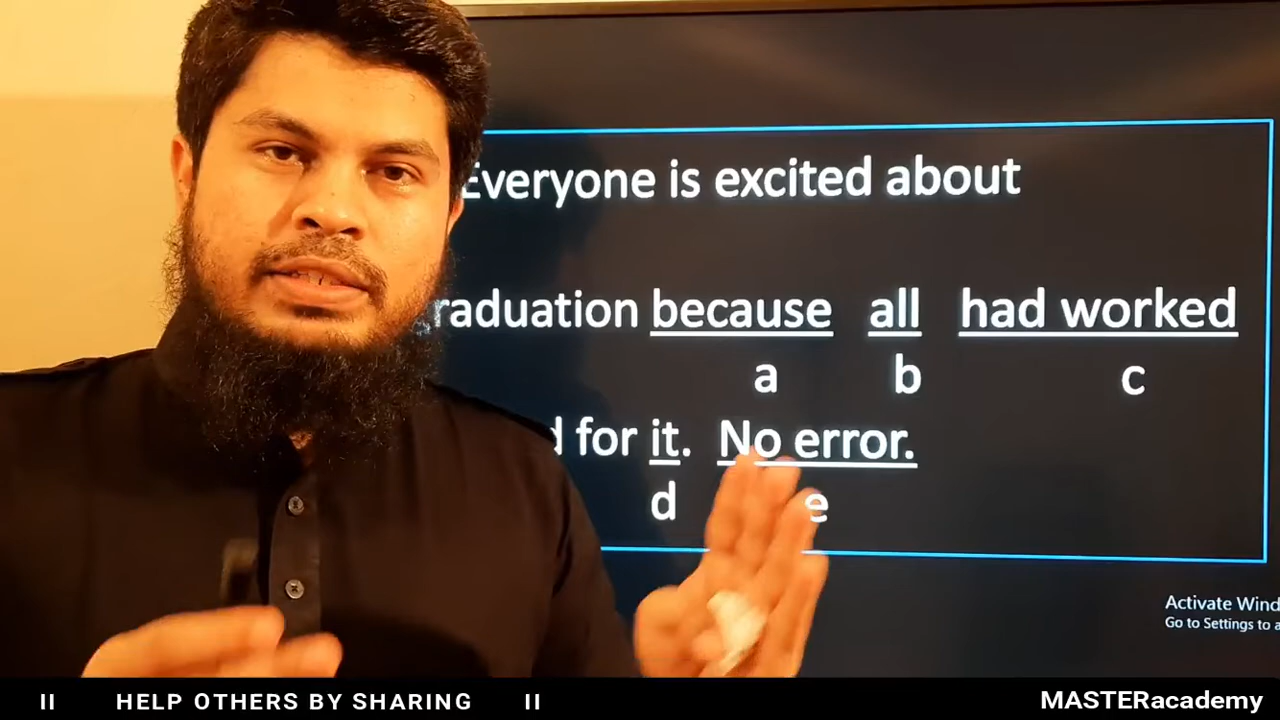 Everyone is excited about
graduation because all had worked
a b c
for it. No error.
d e
Activate Wind
Go to Settings to a
II HELP OTHERS BY SHARING II
MASTERacademy